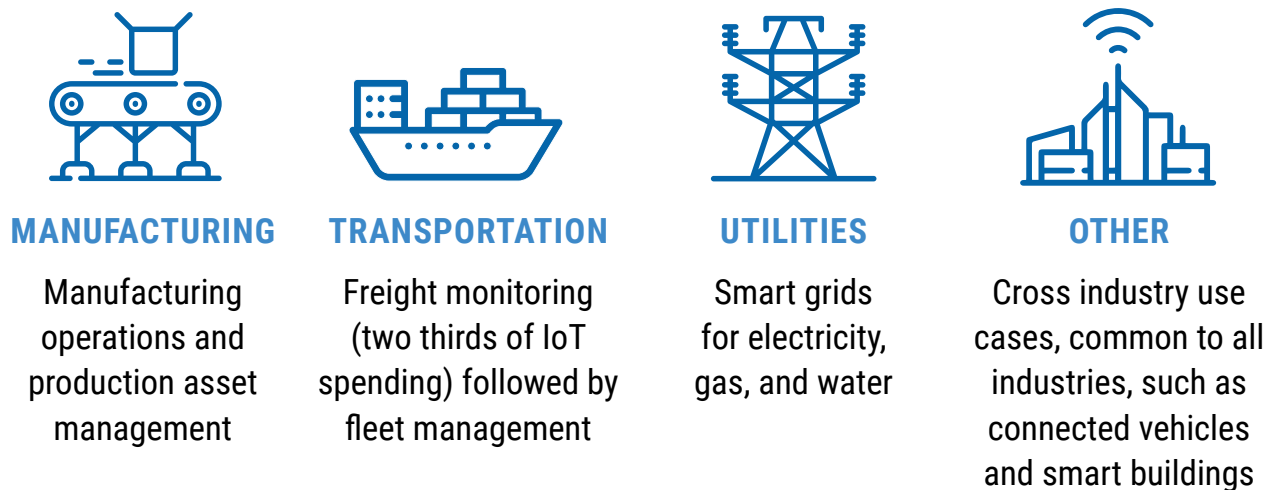 MANUFACTURING
Manufacturing
operations and
production asset
management
TRANSPORTATION
Freight monitoring
(two thirds of IoT
spending) followed by
fleet management
UTILITIES
Smart grids
for electricity,
gas, and water
OTHER
Cross industry use
cases, common to all
industries, such as
connected vehicles
and smart buildings